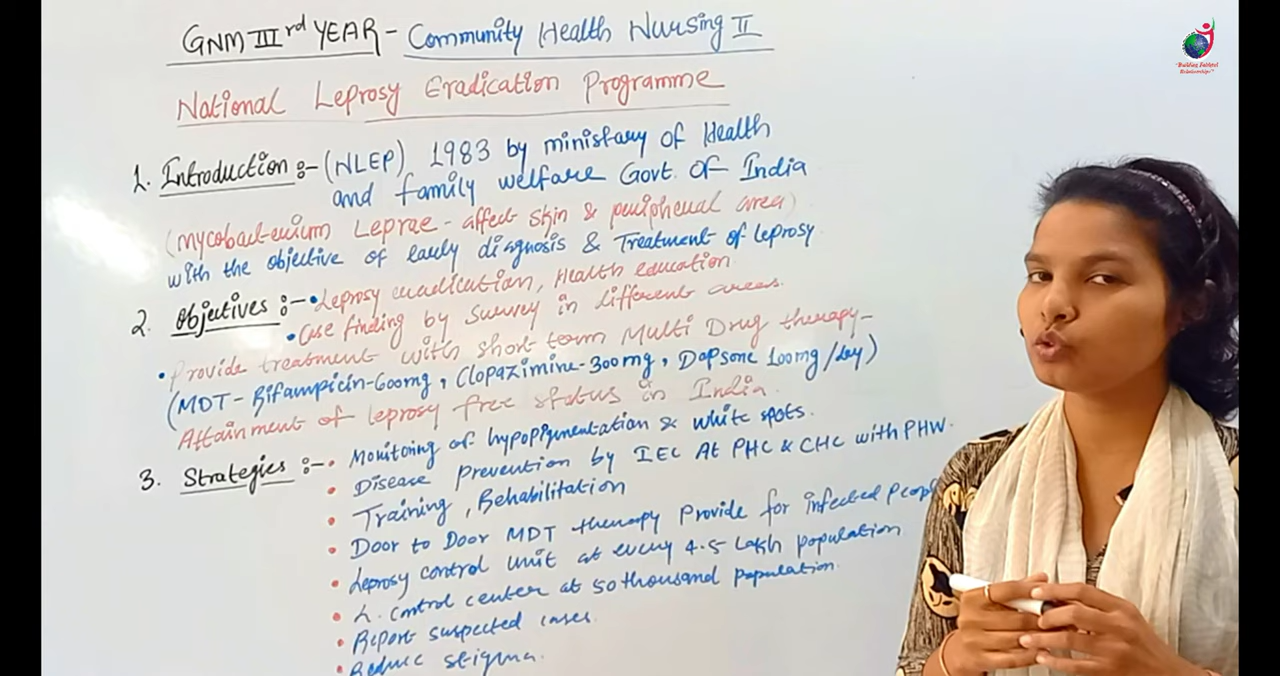 GNM III rd YEAR - Community Health Nursing II
National Leprosy Eradication Programme
1. Introduction :- (NLEP) 1983 by ministary of Health
and family welfare Govt. of India
(Mycobacterium Leprae - affect skin & peripheral area)
with the objective of early diagnosis & Treatment of leprosy
2. Objectives :- • Leprosy eradication, Health education
• Case finding by survey in different areas.
• Provide treatment with short term Multi Drug therapy-
(MDT - Rifampicin-600mg, Clopazimine-300mg, Dapsone 100mg/day)
Attainment of leprosy free status in India.
3. Strategies :- • Monitoring of hypopigmentation & white spots.
• Disease prevention by IEC At PHC & CHC with PHW.
• Training, Rehabilitation
• Door to Door MDT therapy Provide for infected
• Leprosy control unit at every 4.5 Lakh population
• L. control center at 50 thousand population.
• Report suspected cases.
• Reduce stigma.
"Building Faithful
Relationships"